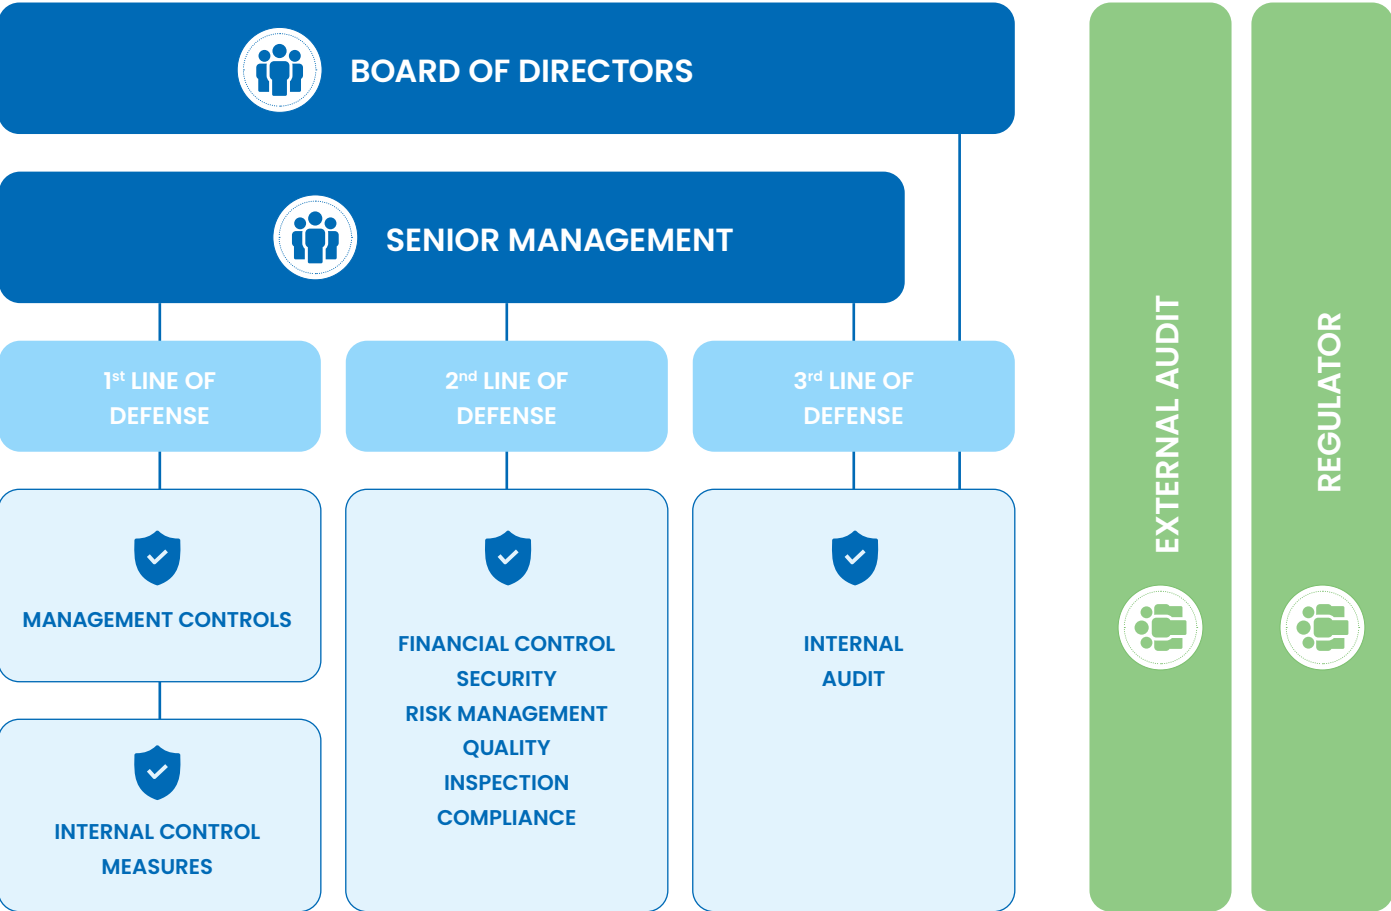 BOARD OF DIRECTORS
SENIOR MANAGEMENT
1st LINE OF
DEFENSE
2nd LINE OF
DEFENSE
3rd LINE OF
DEFENSE
MANAGEMENT CONTROLS
INTERNAL CONTROL
MEASURES
FINANCIAL CONTROL
SECURITY
RISK MANAGEMENT
QUALITY
INSPECTION
COMPLIANCE
INTERNAL
AUDIT
EXTERNAL AUDIT
REGULATOR